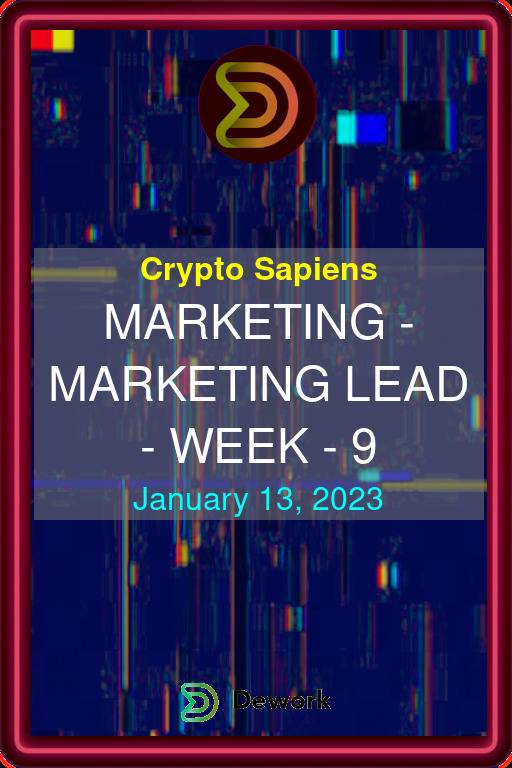 Crypto Sapiens
MARKETING -
MARKETING LEAD
- WEEK - 9
January 13, 2023
Dework